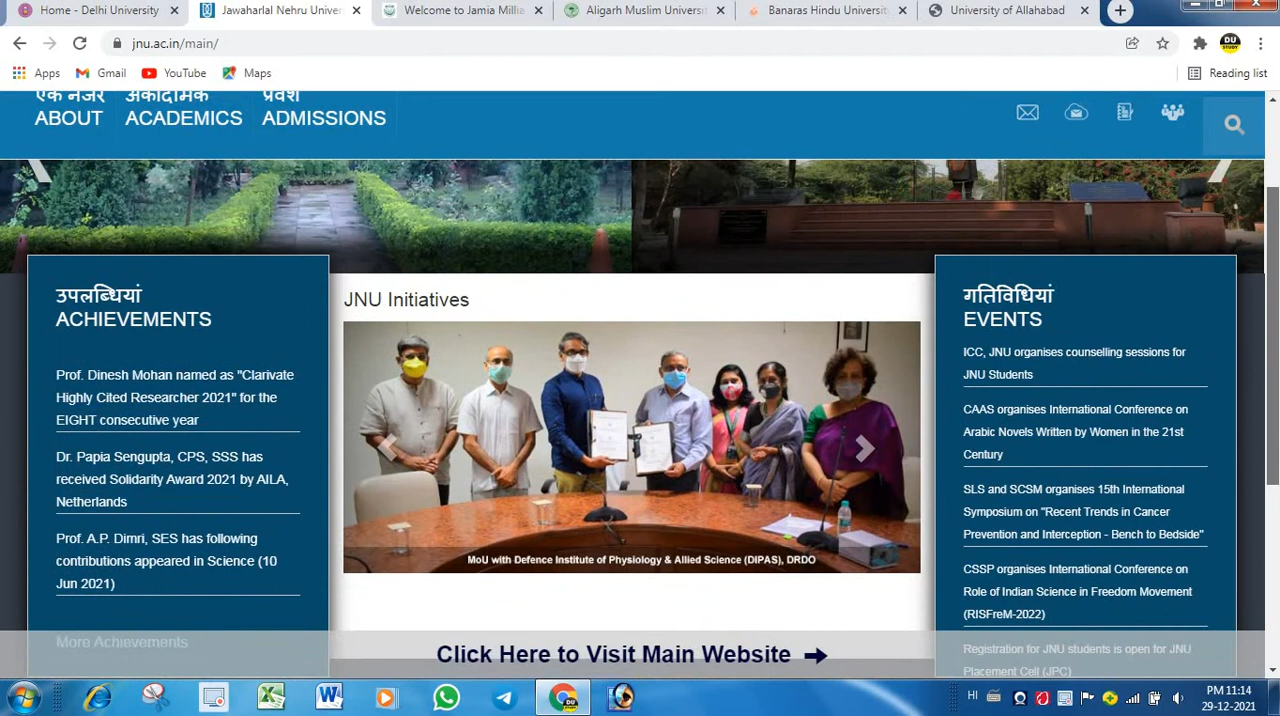 Home - Delhi University
Jawaharlal Nehru Univer
Welcome to Jamia Millia
Aligarh Muslim Universit
Banaras Hindu University
University of Allahabad
jnu.ac.in/main/
DU
STUDY
Apps
Gmail
YouTube
Maps
Reading list
एक नजर
अकादमिक
प्रवेश
ABOUT
ACADEMICS
ADMISSIONS
उपलब्धियां
ACHIEVEMENTS
Prof. Dinesh Mohan named as "Clarivate
Highly Cited Researcher 2021" for the
EIGHT consecutive year
Dr. Papia Sengupta, CPS, SSS has
received Solidarity Award 2021 by AILA,
Netherlands
Prof. A.P. Dimri, SES has following
contributions appeared in Science (10
Jun 2021)
More Achievements
JNU Initiatives
MoU with Defence Institute of Physiology & Allied Science (DIPAS), DRDO
गतिविधियां
EVENTS
ICC, JNU organises counselling sessions for
JNU Students
CAAS organises International Conference on
Arabic Novels Written by Women in the 21st
Century
SLS and SCSM organises 15th International
Symposium on "Recent Trends in Cancer
Prevention and Interception - Bench to Bedside"
CSSP organises International Conference on
Role of Indian Science in Freedom Movement
(RISFreM-2022)
Registration for JNU students is open for JNU
Placement Cell (JPC)
Click Here to Visit Main Website
HI
PM 11:14
29-12-2021